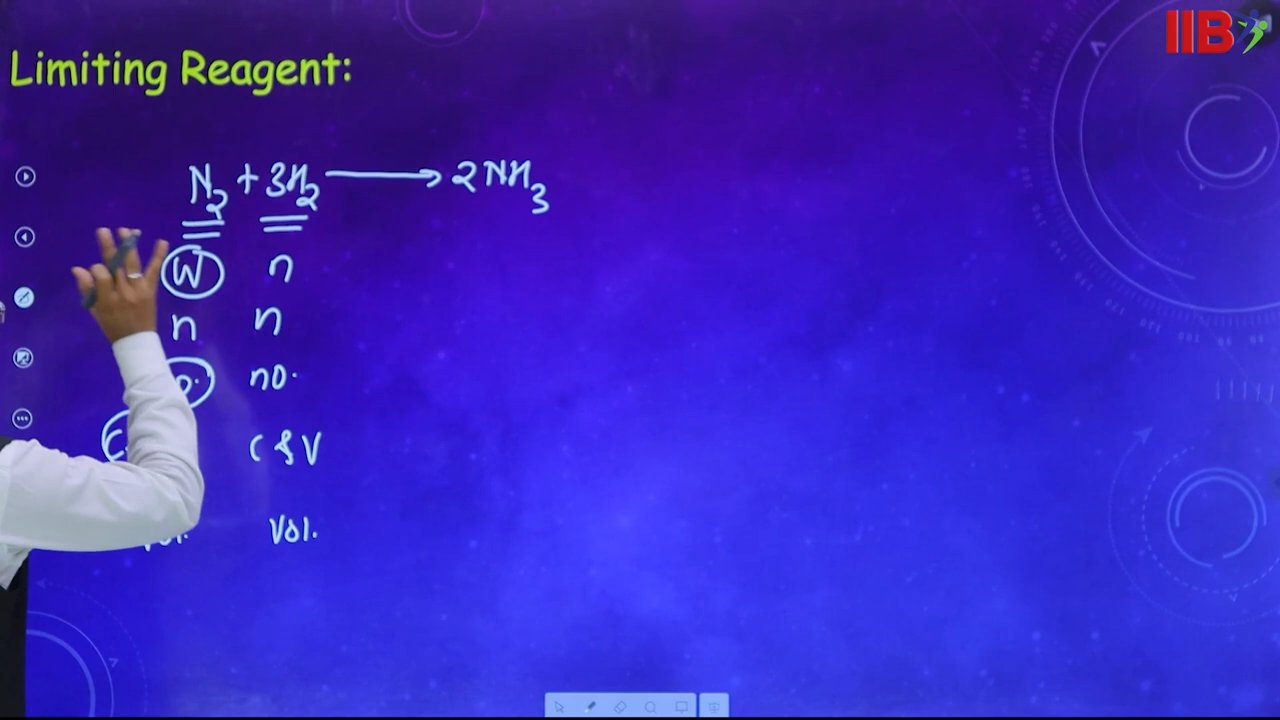 IIB
Limiting Reagent:
N2 + 3H2 ⟶ 2NH3
W n
n n
no.
C & V
Vol.